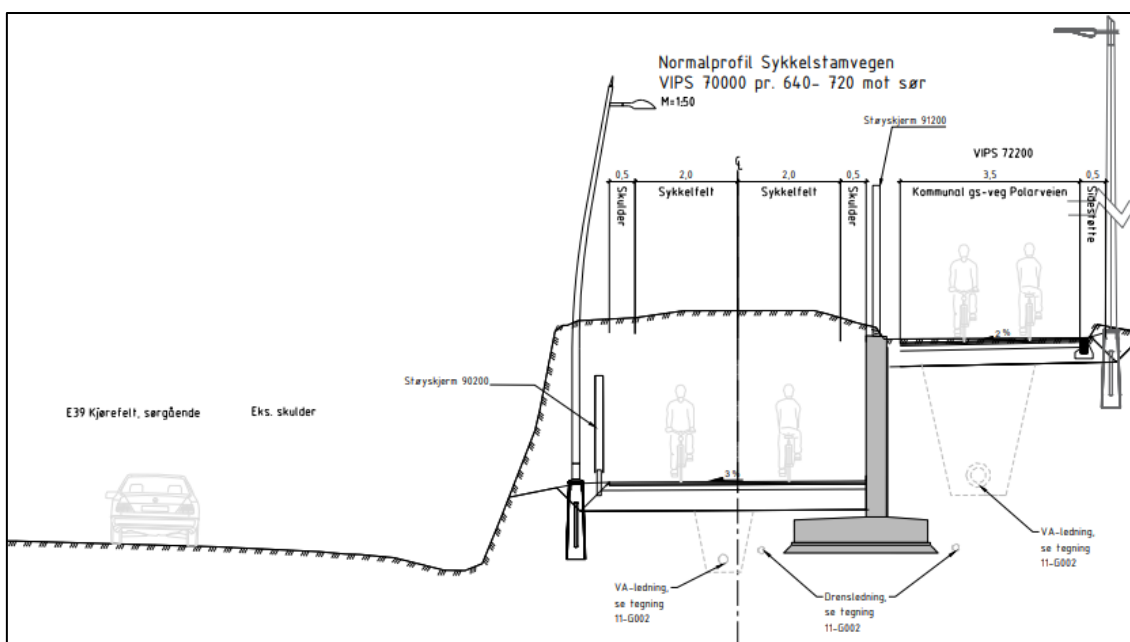 Normalprofil Sykkelstamvegen
VIPS 70000 pr. 640- 720 mot sør
M=1:50
Støyskjerm 91200
VIPS 72200
C
L
0,5
2,0
2,0
0,5
3,5
0,5
Skulder
Sykkelfelt
Sykkelfelt
Skulder
Kommunal gs-veg Polarveien
Sidestøtte
2 %
Støyskjerm 90200
E39 Kjørefelt, sørgående
Eks. skulder
3 %
VA-ledning,
se tegning
11-G002
VA-ledning,
se tegning
11-G002
Drensledning,
se tegning
11-G002